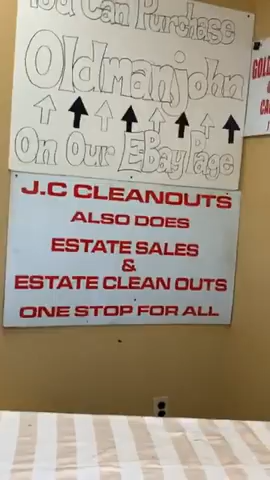 You Can Purchase
Oldmanjohn
On Our EBay Page
J.C CLEANOUTS
ALSO DOES
ESTATE SALES
&
ESTATE CLEAN OUTS
ONE STOP FOR ALL
GOLD